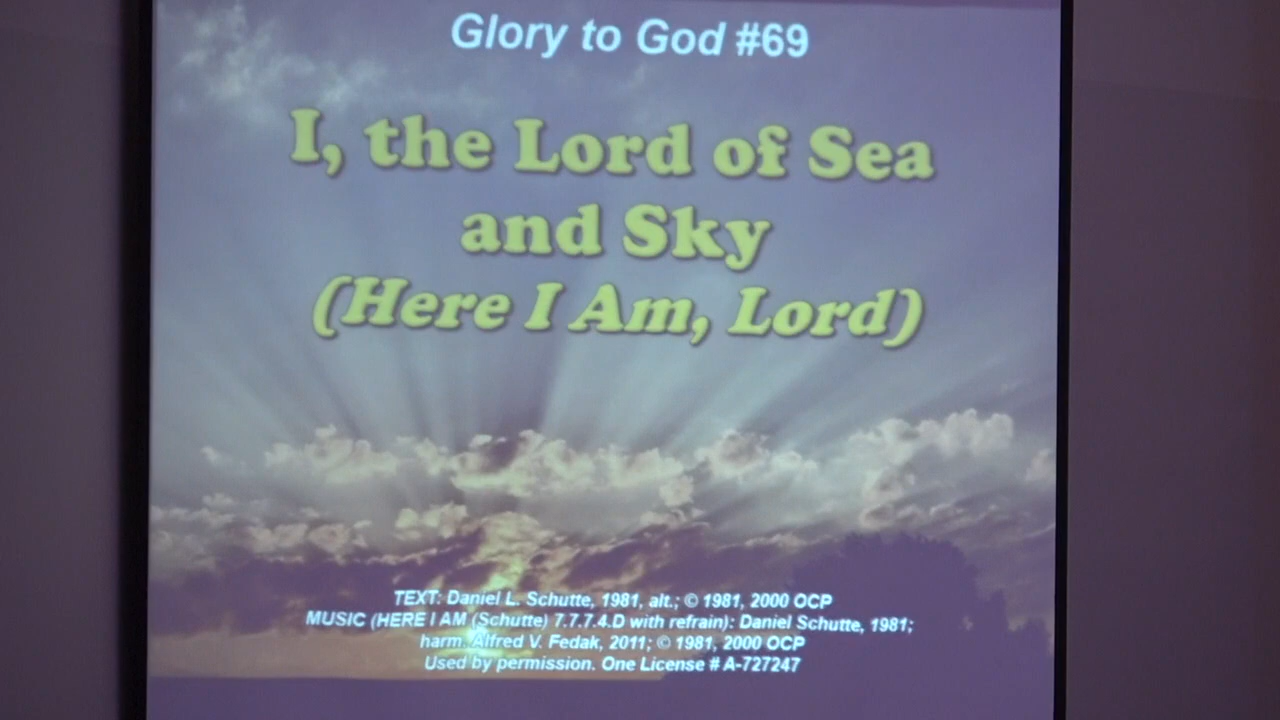 Glory to God #69
I, the Lord of Sea
and Sky
(Here I Am, Lord)
TEXT: Daniel L. Schutte, 1981, alt.; © 1981, 2000 OCP
MUSIC (HERE I AM (Schutte) 7.7.7.4.D with refrain): Daniel Schutte, 1981;
harm. Alfred V. Fedak, 2011; © 1981, 2000 OCP
Used by permission. One License # A-727247